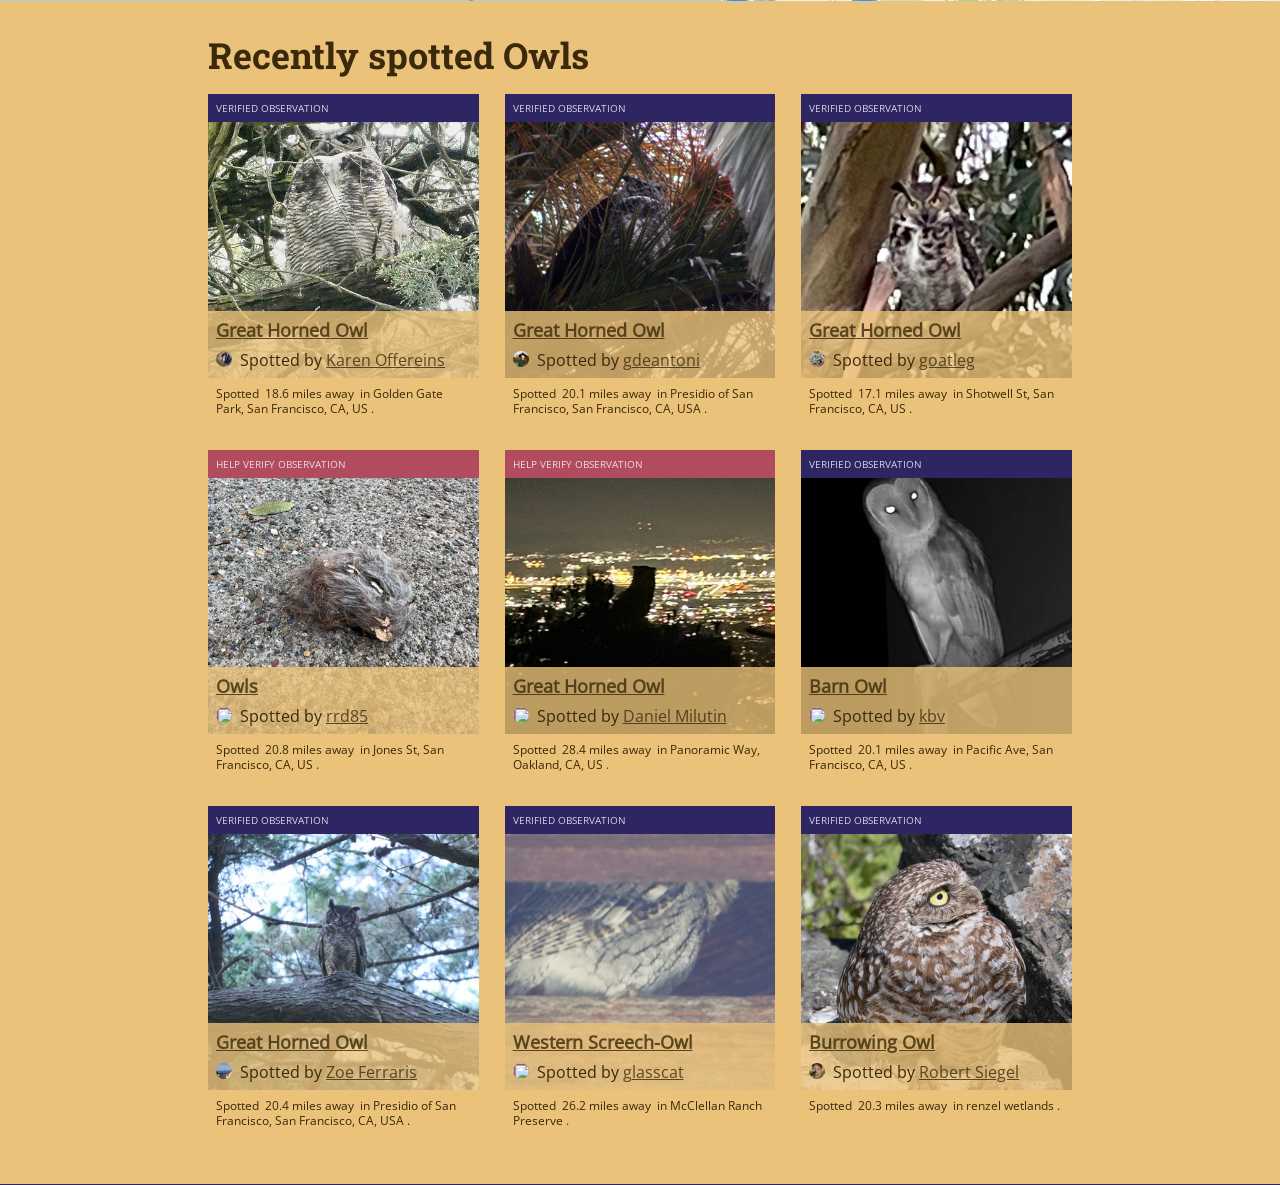 Recently spotted Owls
VERIFIED OBSERVATION
Great Horned Owl
Spotted by Karen Offereins
Spotted 18.6 miles away in Golden Gate
Park, San Francisco, CA, US .
VERIFIED OBSERVATION
Great Horned Owl
Spotted by gdeantoni
Spotted 20.1 miles away in Presidio of San
Francisco, San Francisco, CA, USA .
VERIFIED OBSERVATION
Great Horned Owl
Spotted by goatleg
Spotted 17.1 miles away in Shotwell St, San
Francisco, CA, US .
HELP VERIFY OBSERVATION
Owls
Spotted by rrd85
Spotted 20.8 miles away in Jones St, San
Francisco, CA, US .
HELP VERIFY OBSERVATION
Great Horned Owl
Spotted by Daniel Milutin
Spotted 28.4 miles away in Panoramic Way,
Oakland, CA, US .
VERIFIED OBSERVATION
Barn Owl
Spotted by kbv
Spotted 20.1 miles away in Pacific Ave, San
Francisco, CA, US .
VERIFIED OBSERVATION
Great Horned Owl
Spotted by Zoe Ferraris
Spotted 20.4 miles away in Presidio of San
Francisco, San Francisco, CA, USA .
VERIFIED OBSERVATION
Western Screech-Owl
Spotted by glasscat
Spotted 26.2 miles away in McClellan Ranch
Preserve .
VERIFIED OBSERVATION
Burrowing Owl
Spotted by Robert Siegel
Spotted 20.3 miles away in renzel wetlands .